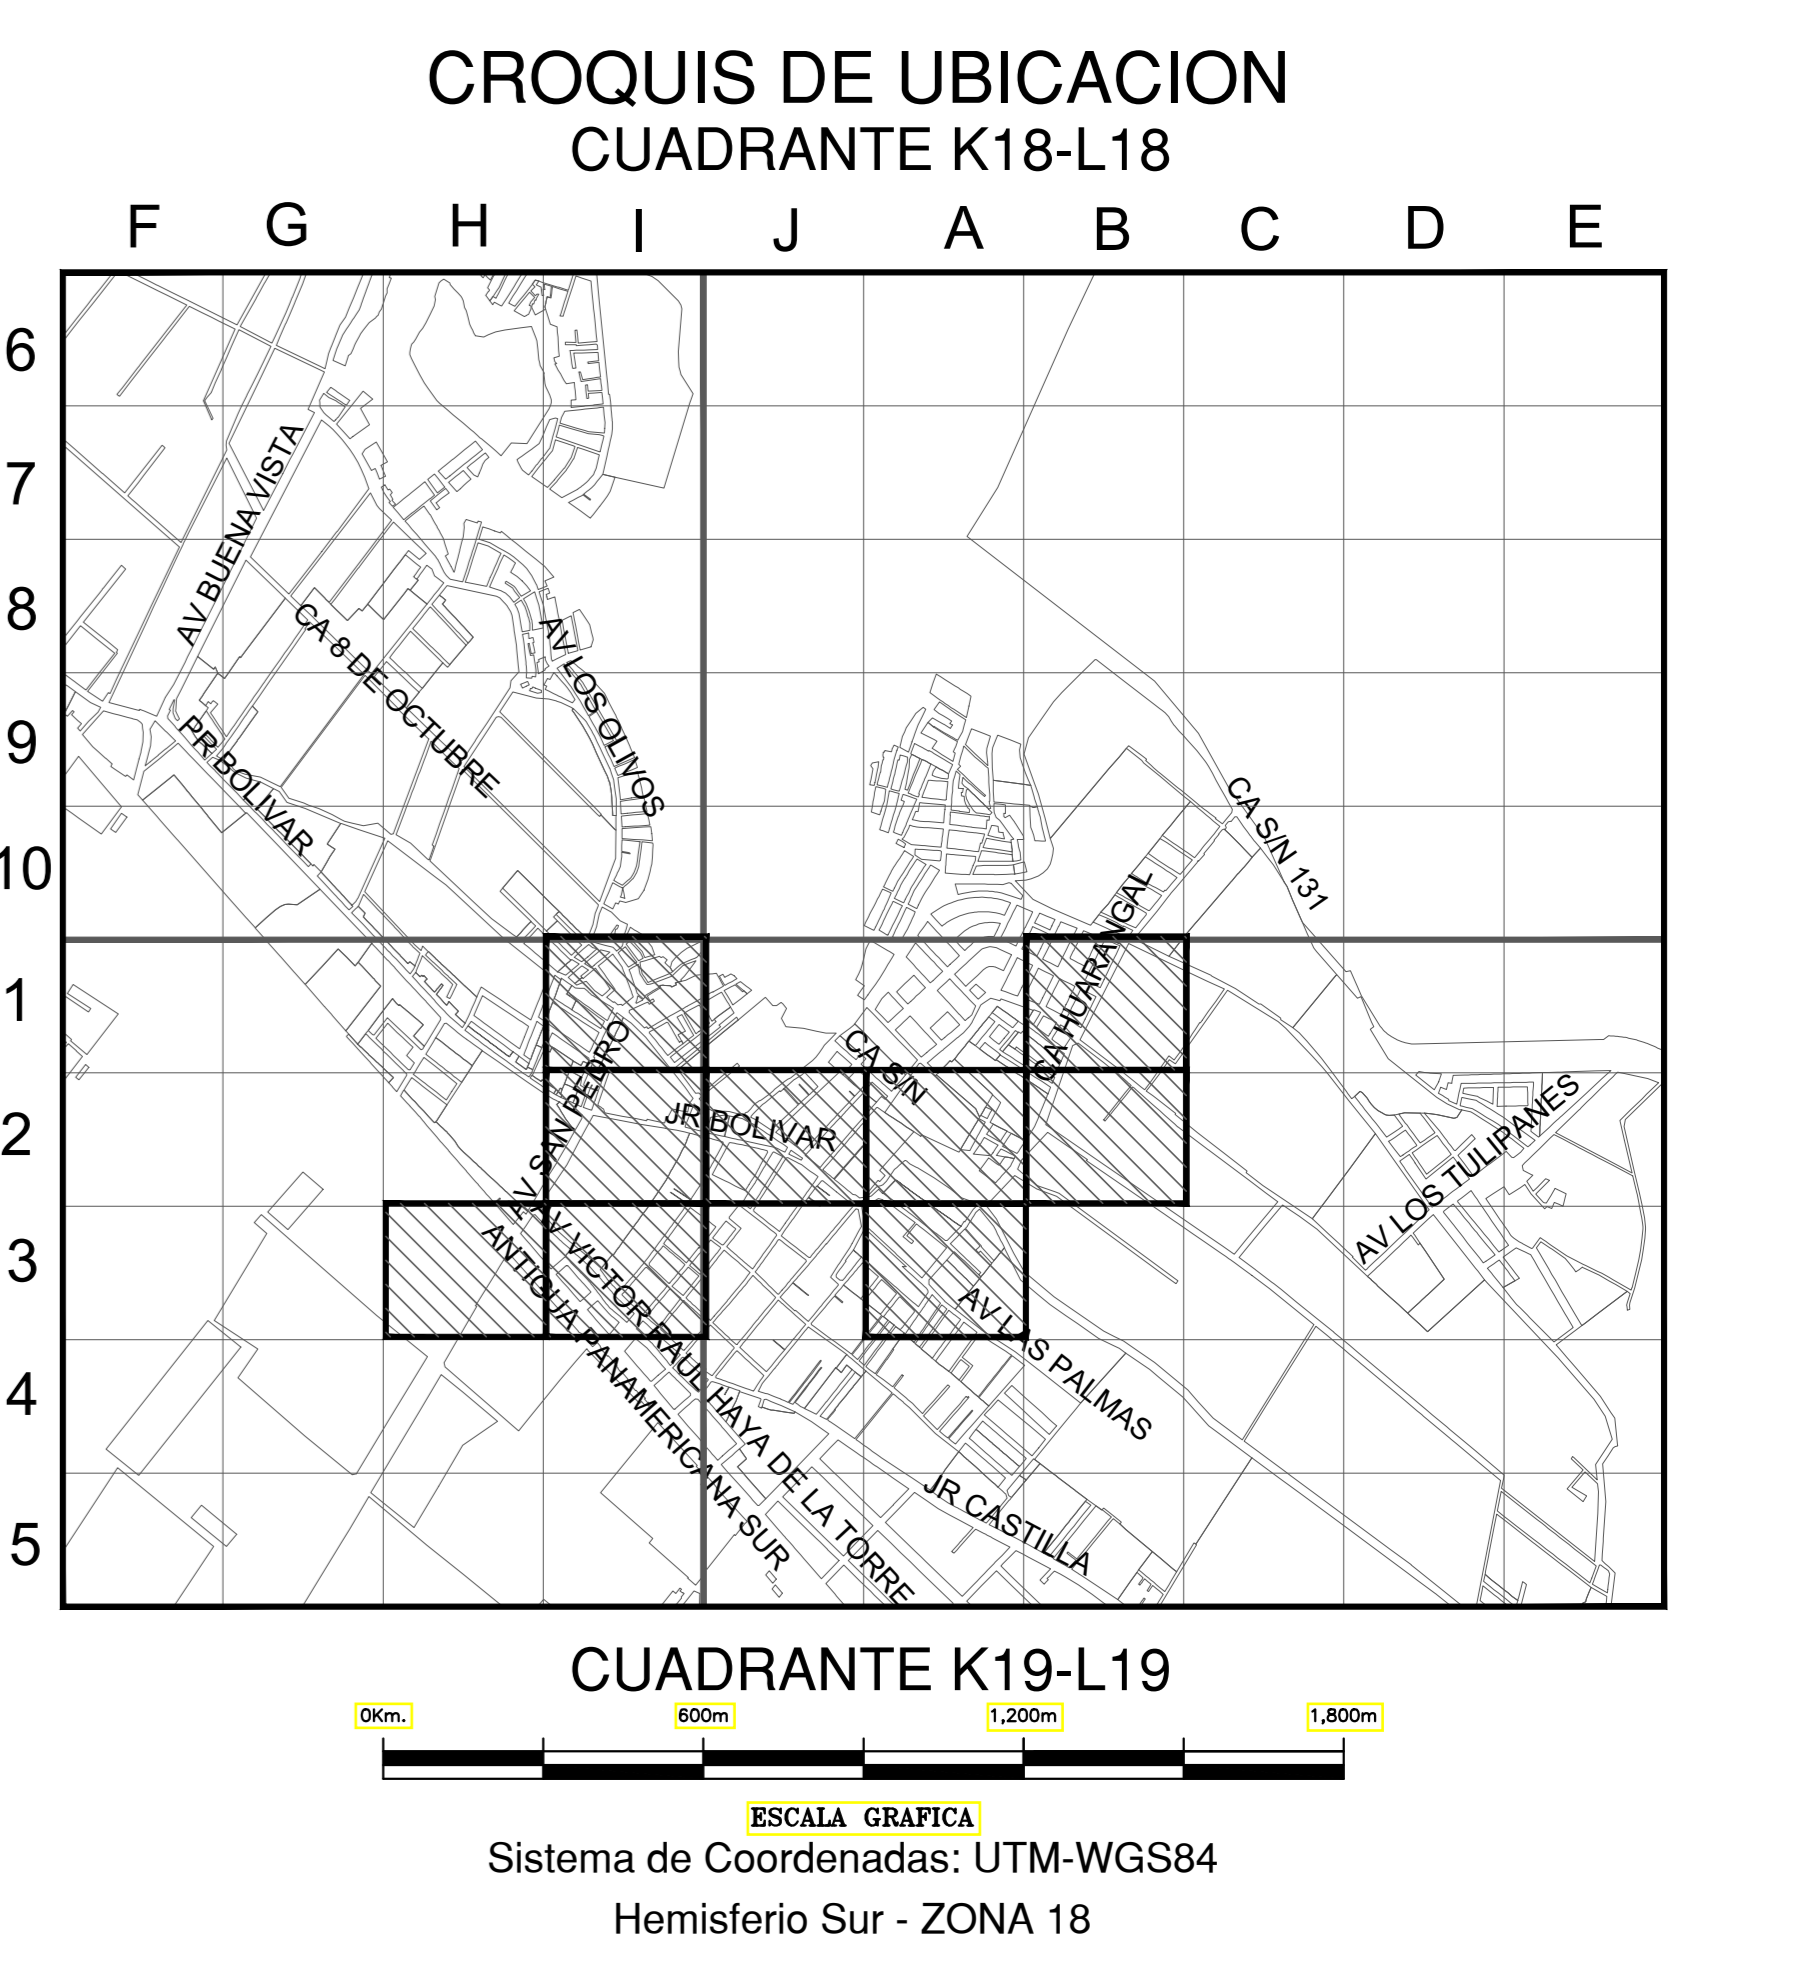 CROQUIS DE UBICACION
CUADRANTE K18-L18
F G H I J A B C D E
6
7
8
9
10
1
2
3
4
5
AV BUENA VISTA
CA 8 DE OCTUBRE
AV LOS OLIVOS
PR BOLIVAR
CA S/N 131
CA HUARANGAL
CA S/N
AV SAN PEDRO
JR BOLIVAR
AV LOS TULIPANES
AV VICTOR RAUL HAYA DE LA TORRE
ANTIGUA PANAMERICANA SUR
AV LAS PALMAS
JR CASTILLA
CUADRANTE K19-L19
0Km. 600m 1,200m 1,800m
ESCALA GRAFICA
Sistema de Coordenadas: UTM-WGS84
Hemisferio Sur - ZONA 18